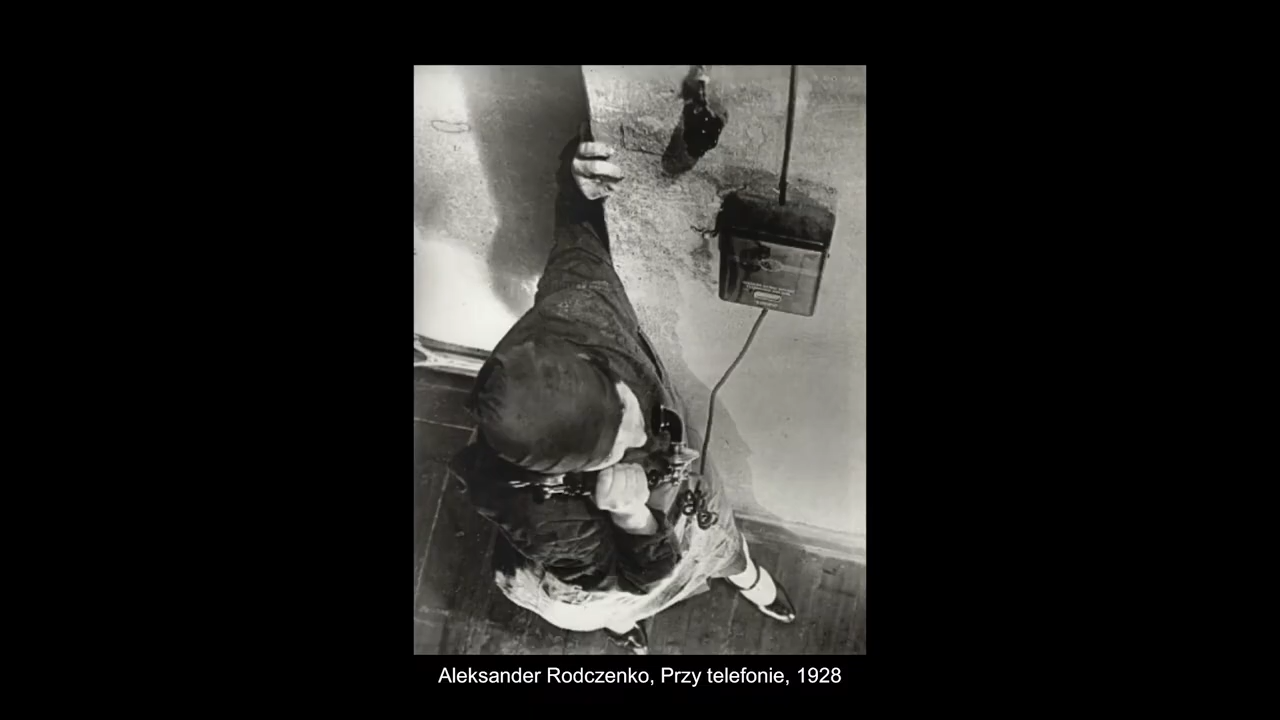 Aleksander Rodczenko, Przy telefonie, 1928